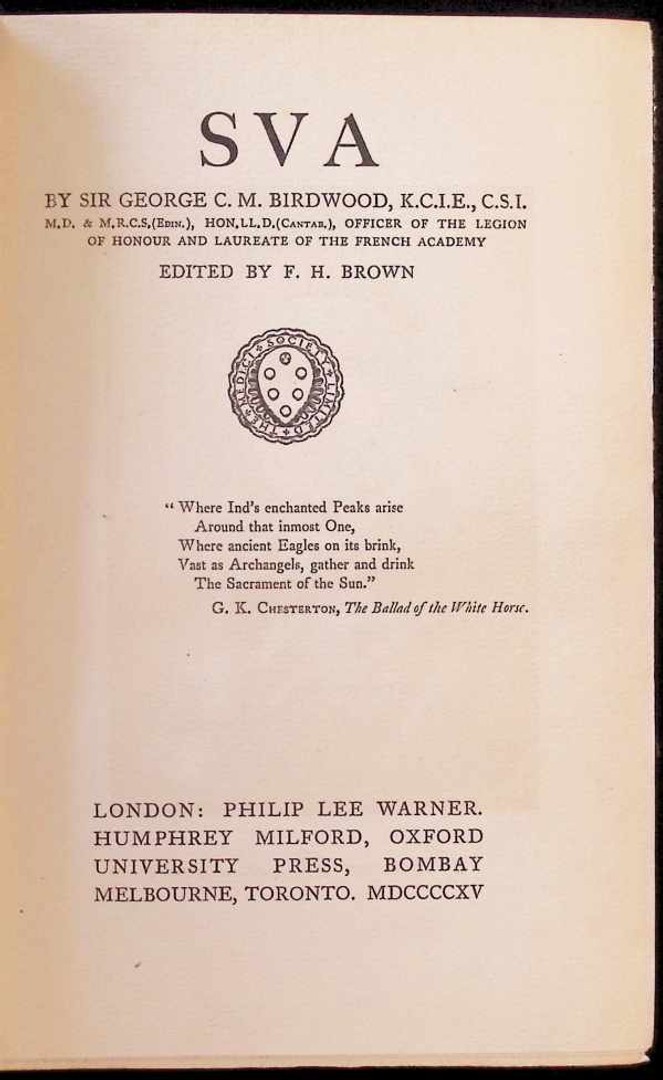 SVA
BY SIR GEORGE C. M. BIRDWOOD, K.C.I.E., C.S.I.
M.D. & M.R.C.S.(EDIN.), HON.LL.D.(CANTAB.), OFFICER OF THE LEGION
OF HONOUR AND LAUREATE OF THE FRENCH ACADEMY
EDITED BY F. H. BROWN
THE MEDICI SOCIETY LIMITED
“ Where Ind's enchanted Peaks arise
Around that inmost One,
Where ancient Eagles on its brink,
Vast as Archangels, gather and drink
The Sacrament of the Sun.”
G. K. CHESTERTON, The Ballad of the White Horse.
LONDON: PHILIP LEE WARNER.
HUMPHREY MILFORD, OXFORD
UNIVERSITY PRESS, BOMBAY
MELBOURNE, TORONTO. MDCCCCXV